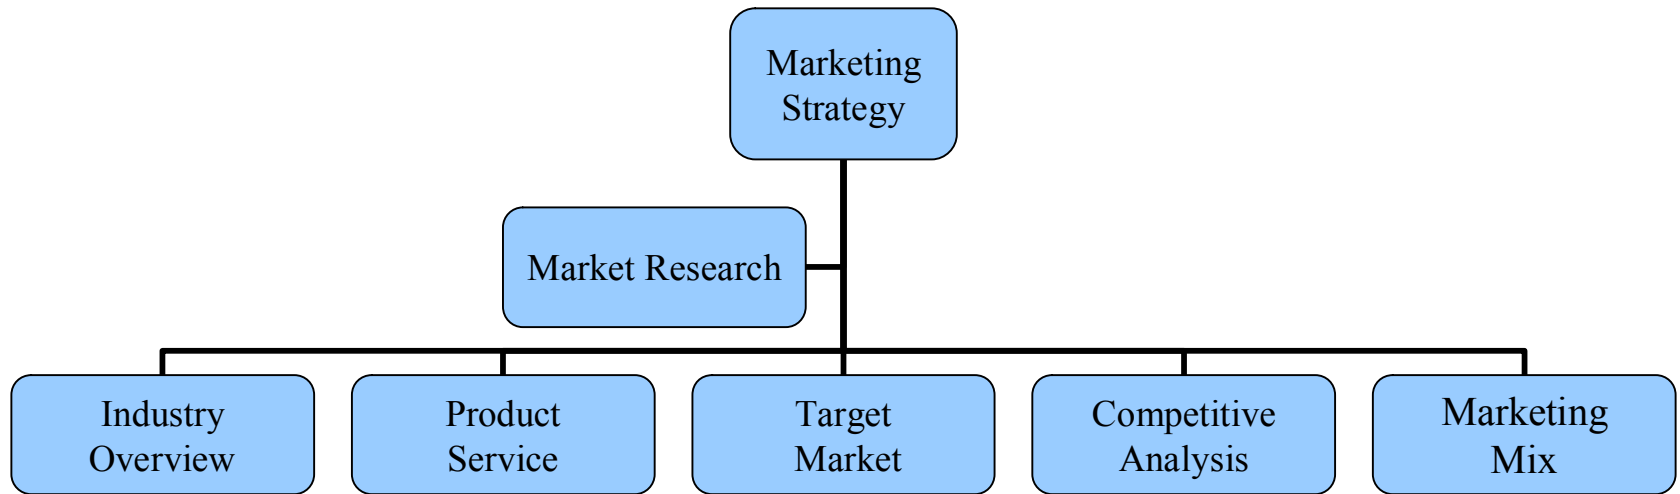 Marketing
Strategy
Market Research
Industry
Overview
Product
Service
Target
Market
Competitive
Analysis
Marketing
Mix